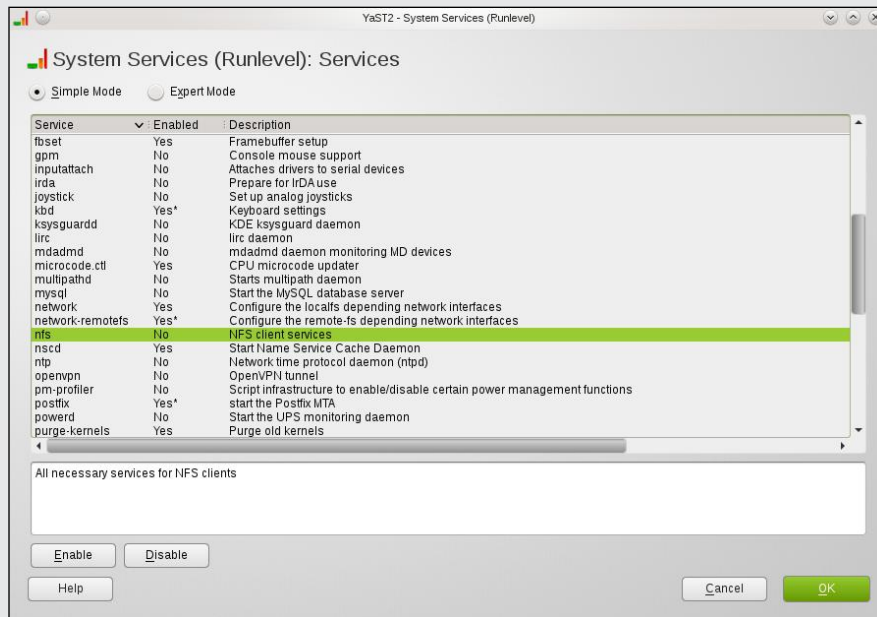 YaST2 - System Services (Runlevel)
System Services (Runlevel): Services
Simple Mode Expert Mode
Service Enabled Description
fbset Yes Framebuffer setup
gpm No Console mouse support
inputattach No Attaches drivers to serial devices
irda No Prepare for IrDA use
joystick No Set up analog joysticks
kbd Yes* Keyboard settings
ksysguardd No KDE ksysguard daemon
lirc No lirc daemon
mdadmd No mdadmd daemon monitoring MD devices
microcode.ctl Yes CPU microcode updater
multipathd No Starts multipath daemon
mysql No Start the MySQL database server
network Yes Configure the localfs depending network interfaces
network-remotefs Yes* Configure the remote-fs depending network interfaces
nfs No NFS client services
nscd Yes Start Name Service Cache Daemon
ntp No Network time protocol daemon (ntpd)
openvpn No OpenVPN tunnel
pm-profiler No Script infrastructure to enable/disable certain power management functions
postfix Yes* start the Postfix MTA
powerd No Start the UPS monitoring daemon
purge-kernels Yes Purge old kernels
All necessary services for NFS clients
Enable Disable
Help Cancel OK